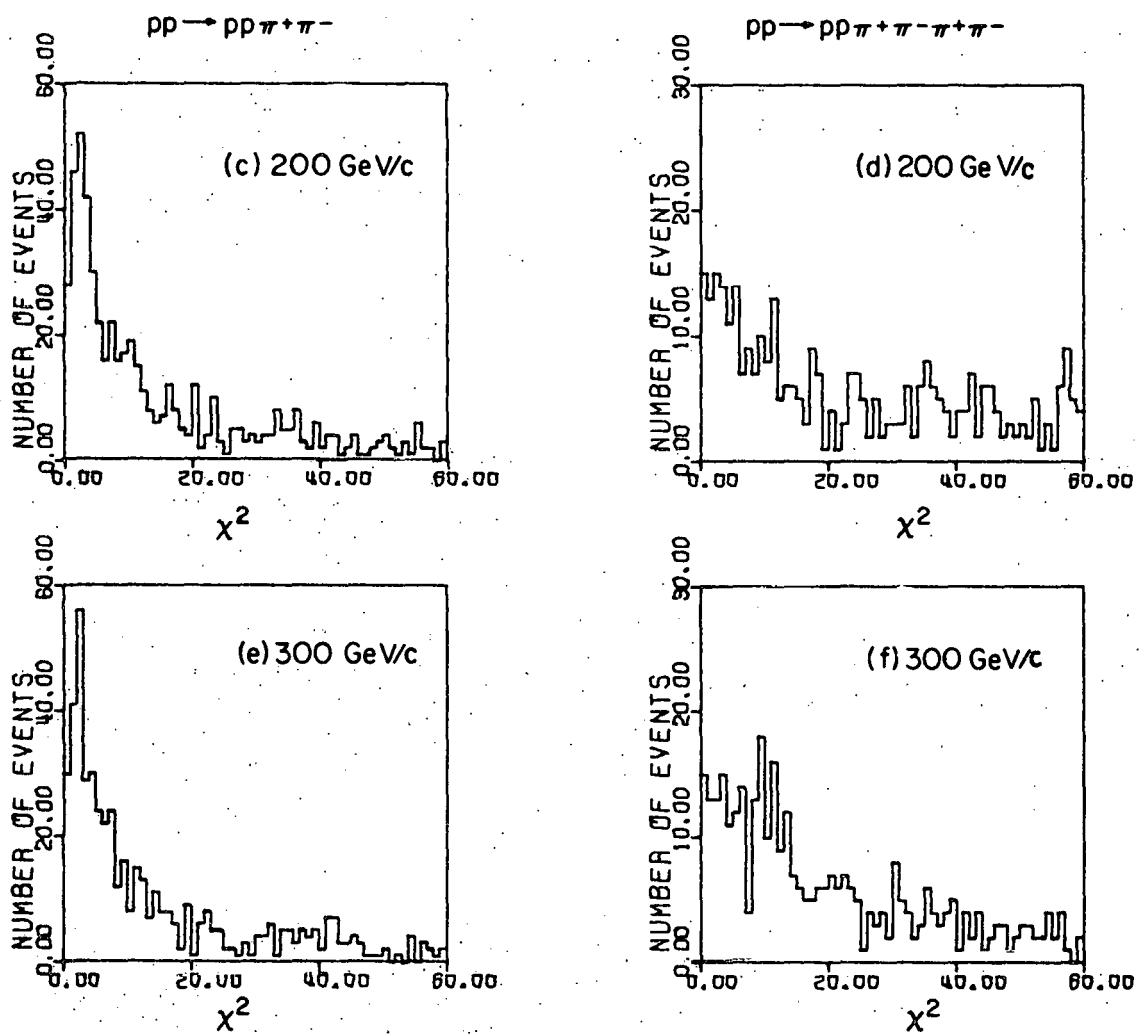 pp → pp π+ π-
pp → pp π+ π- π+ π-
60.00
40.00
20.00
0.00
NUMBER OF EVENTS
(c) 200 GeV/c
0.00 20.00 40.00 60.00
χ2
30.00
20.00
10.00
0.00
NUMBER OF EVENTS
(d) 200 GeV/c
0.00 20.00 40.00 60.00
χ2
60.00
40.00
20.00
0.00
NUMBER OF EVENTS
(e) 300 GeV/c
0.00 20.00 40.00 60.00
χ2
30.00
20.00
10.00
0.00
NUMBER OF EVENTS
(f) 300 GeV/c
0.00 20.00 40.00 60.00
χ2